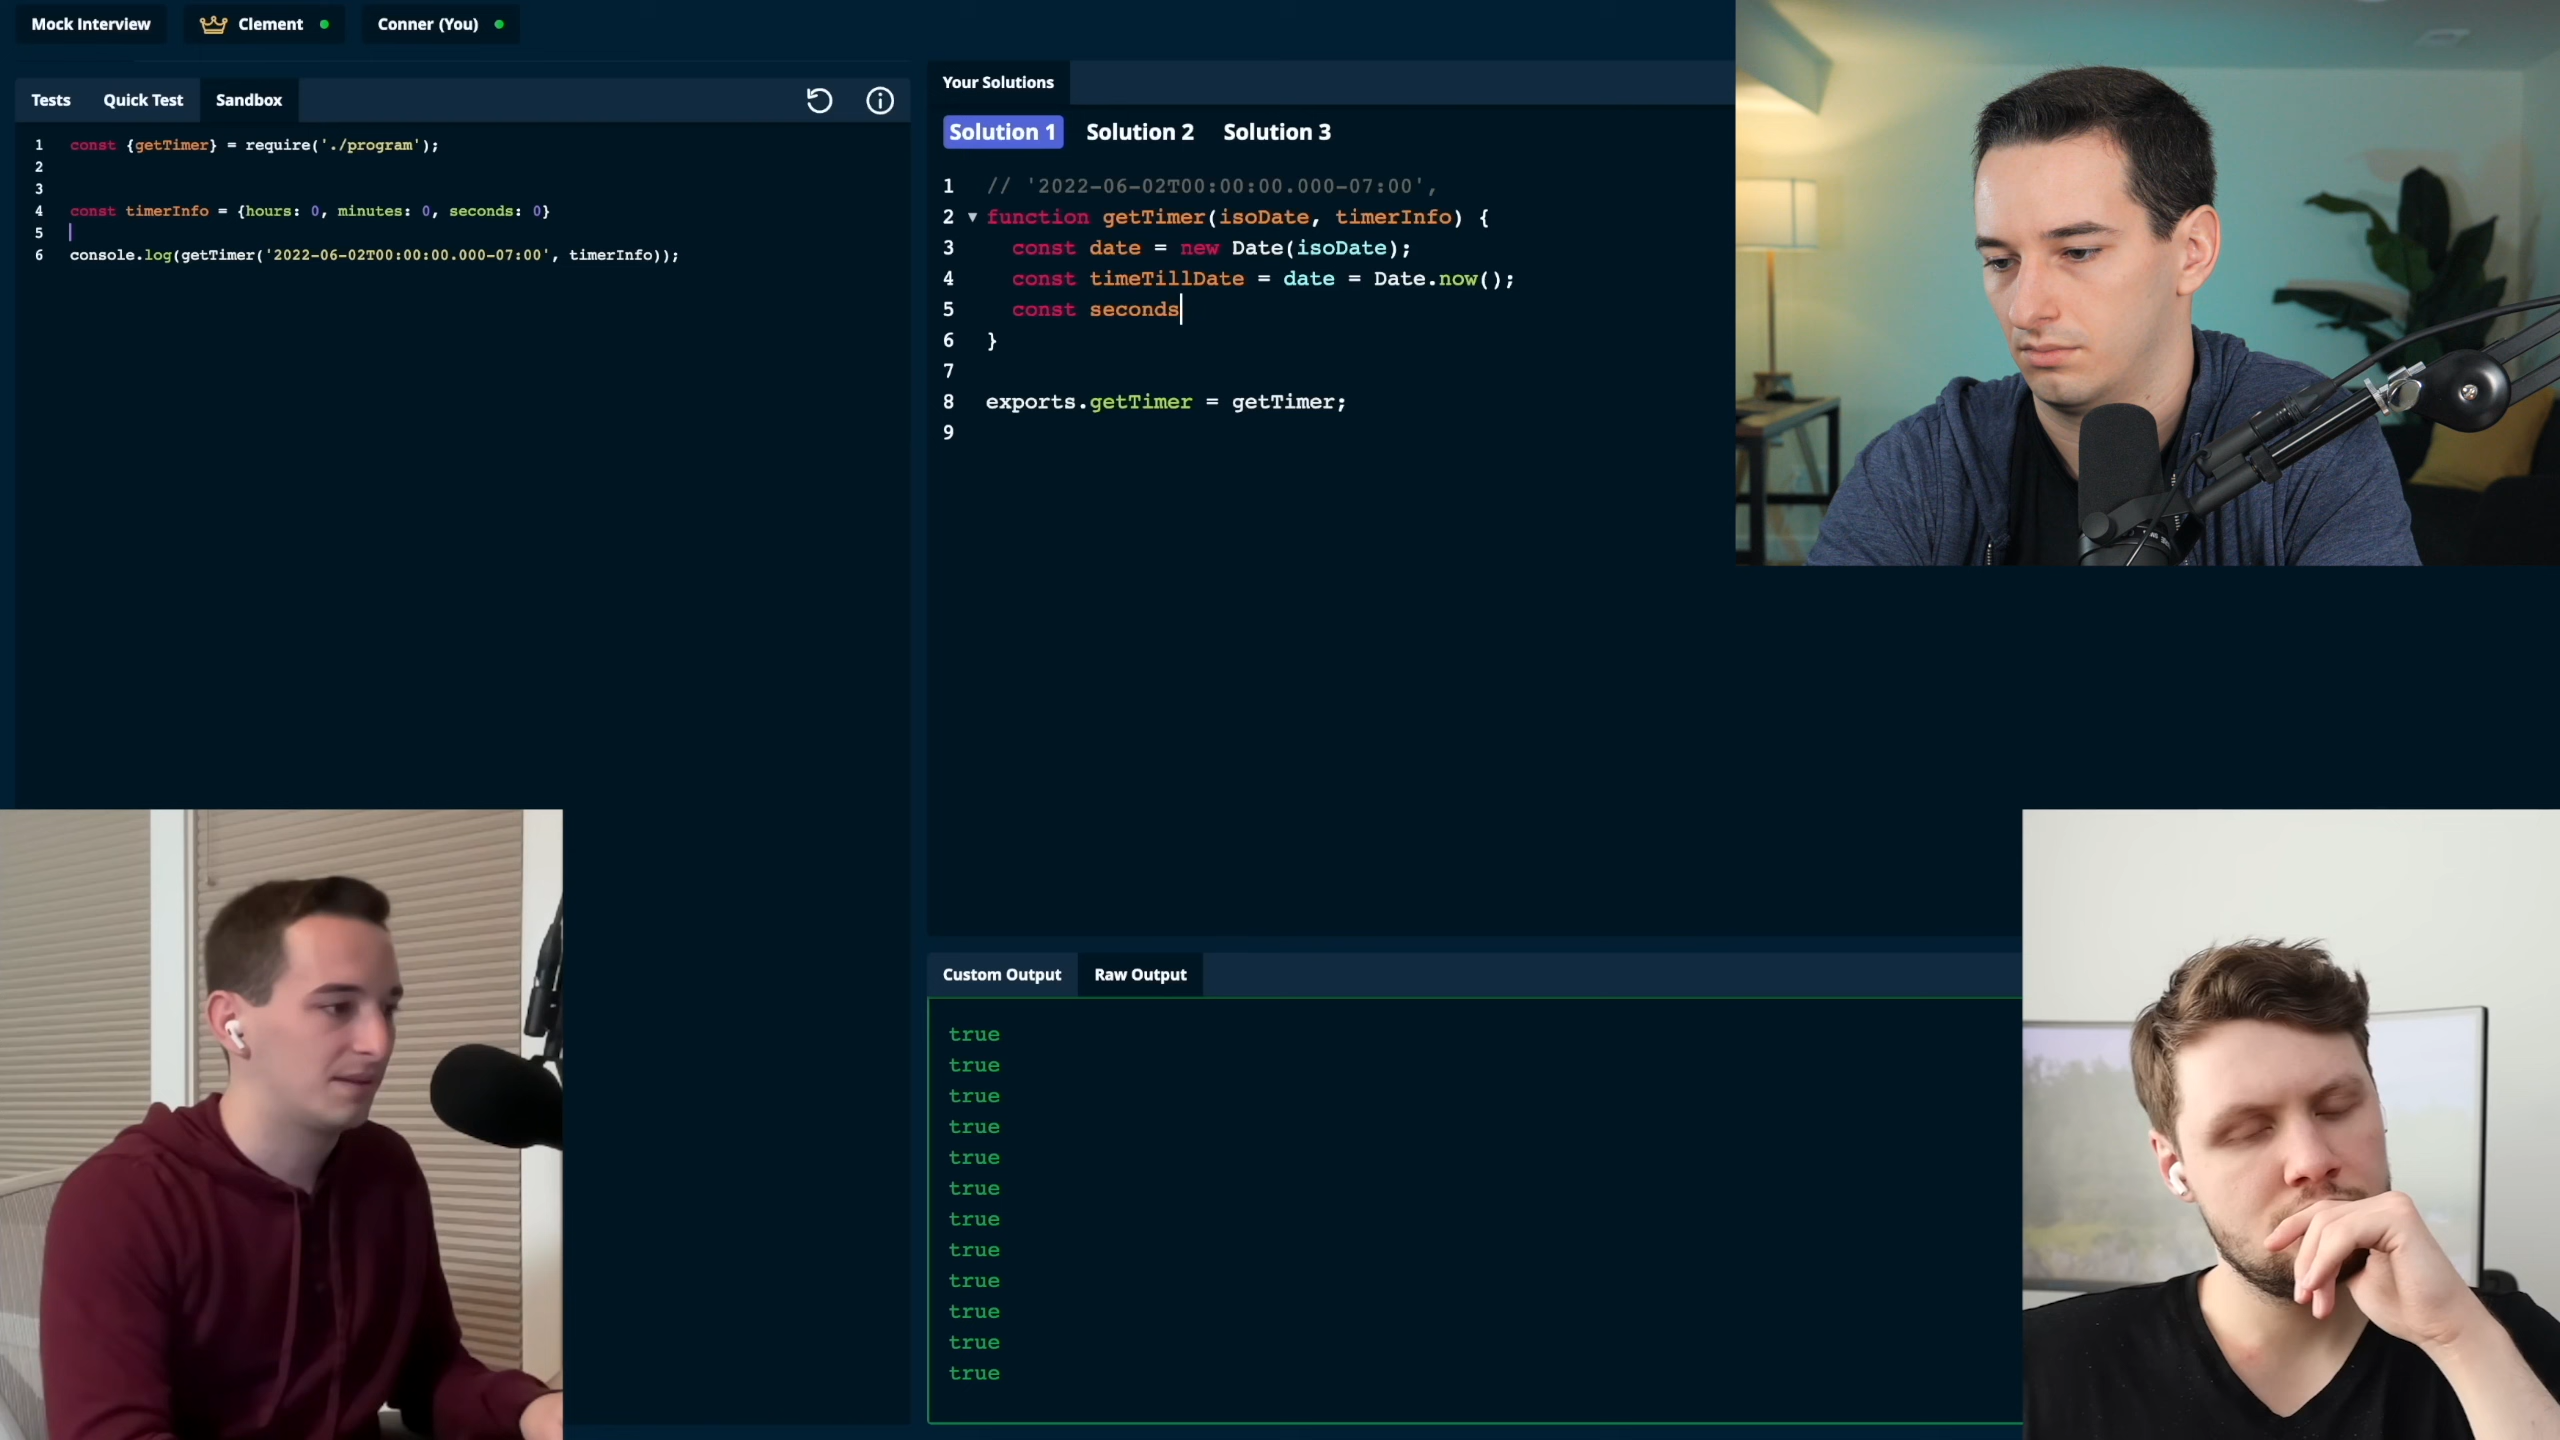 Mock Interview
Clement
Conner (You)
Tests
Quick Test
Sandbox
1 const {getTimer} = require('./program');
2
3
4 const timerInfo = {hours: 0, minutes: 0, seconds: 0}
5
6 console.log(getTimer('2022-06-02T00:00:00.000-07:00', timerInfo));
Your Solutions
Solution 1
Solution 2
Solution 3
1 // '2022-06-02T00:00:00.000-07:00',
2 function getTimer(isoDate, timerInfo) {
3 const date = new Date(isoDate);
4 const timeTillDate = date = Date.now();
5 const seconds
6 }
7
8 exports.getTimer = getTimer;
9
Custom Output
Raw Output
true
true
true
true
true
true
true
true
true
true
true
true